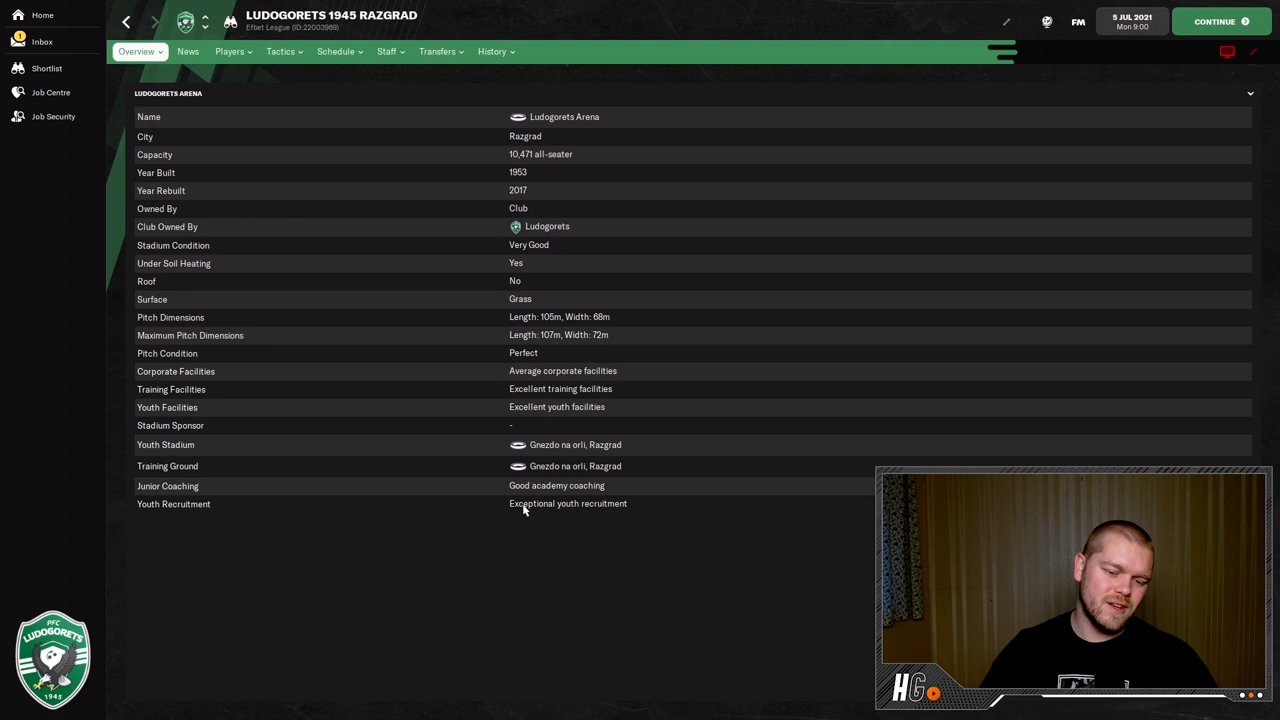 Home
1
Inbox
Shortlist
Job Centre
Job Security
LUDOGORETS 1945 RAZGRAD
Efbet League (ID:22003969)
FM
5 JUL 2021
Mon 9:00
CONTINUE
Overview
News
Players
Tactics
Schedule
Staff
Transfers
History
LUDOGORETS ARENA
Name Ludogorets Arena
City Razgrad
Capacity 10,471 all-seater
Year Built 1953
Year Rebuilt 2017
Owned By Club
Club Owned By Ludogorets
Stadium Condition Very Good
Under Soil Heating Yes
Roof No
Surface Grass
Pitch Dimensions Length: 105m, Width: 68m
Maximum Pitch Dimensions Length: 107m, Width: 72m
Pitch Condition Perfect
Corporate Facilities Average corporate facilities
Training Facilities Excellent training facilities
Youth Facilities Excellent youth facilities
Stadium Sponsor -
Youth Stadium Gnezdo na orli, Razgrad
Training Ground Gnezdo na orli, Razgrad
Junior Coaching Good academy coaching
Youth Recruitment Exceptional youth recruitment
PFC
LUDOGORETS
1945
HG